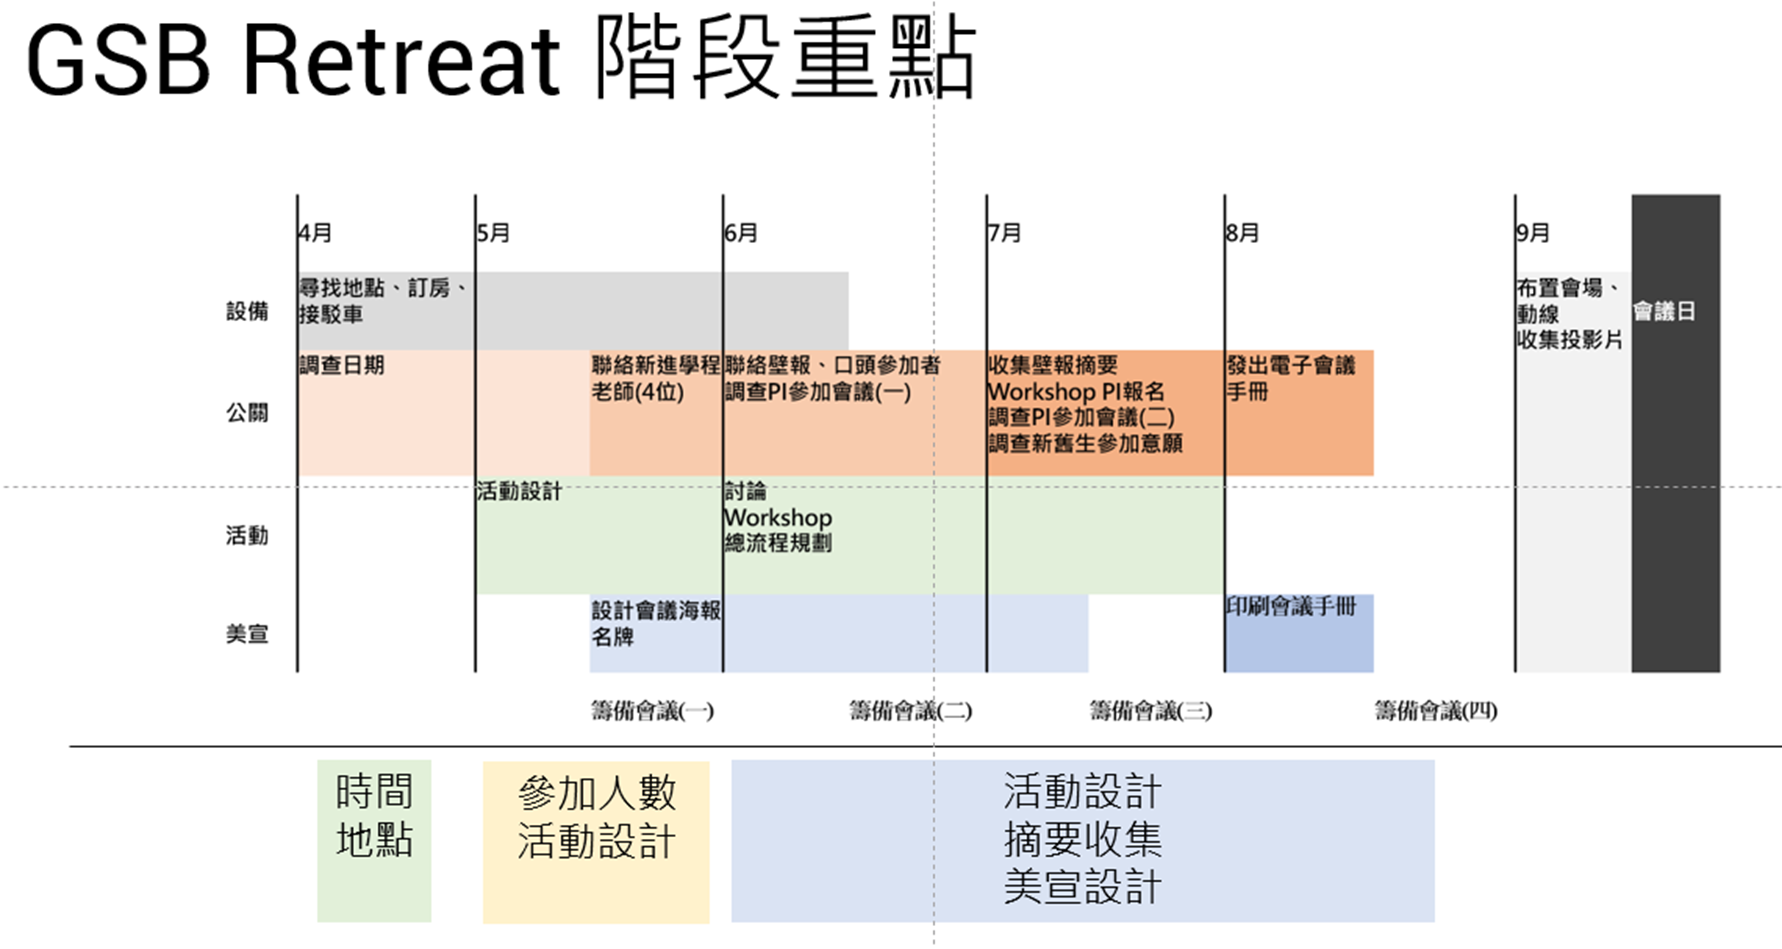 GSB Retreat 階段重點
4月
5月
6月
7月
8月
9月
設備
尋找地點、訂房、
接駁車
布置會場、
動線
收集投影片
會議日
公關
調查日期
聯絡新進學程
老師(4位)
聯絡壁報、口頭參加者
調查PI參加會議(一)
收集壁報摘要
Workshop PI報名
調查PI參加會議(二)
調查新舊生參加意願
發出電子會議
手冊
活動
活動設計
討論
Workshop
總流程規劃
美宣
設計會議海報
名牌
印刷會議手冊
籌備會議(一)
籌備會議(二)
籌備會議(三)
籌備會議(四)
時間
地點
參加人數
活動設計
活動設計
摘要收集
美宣設計